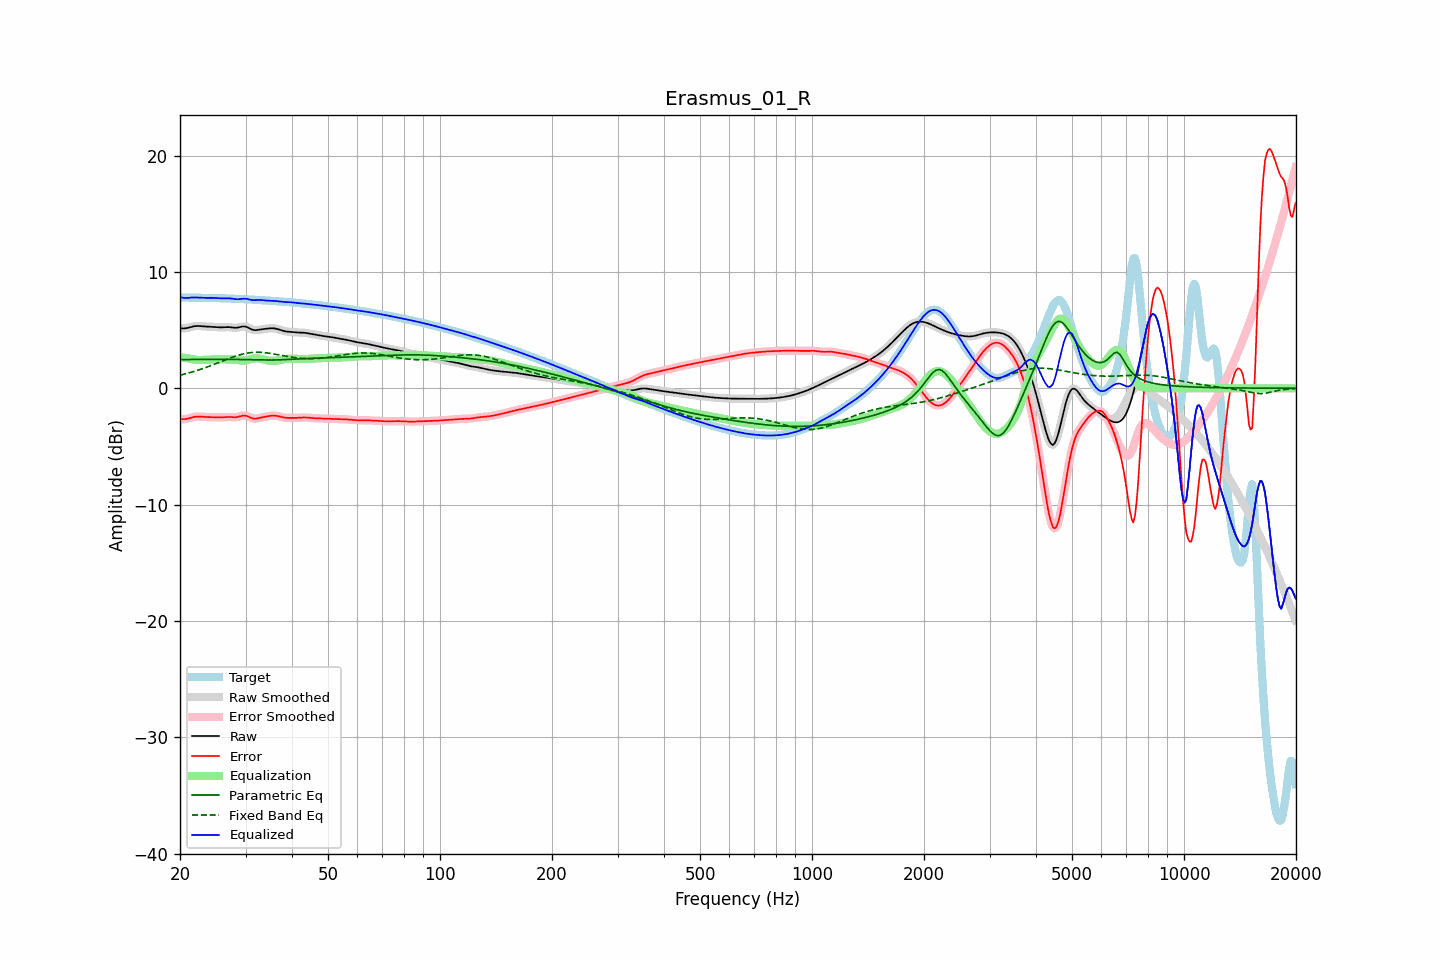 Erasmus_01_R
20
10
0
−10
−20
−30
−40
Amplitude (dBr)
Target
Raw Smoothed
Error Smoothed
Raw
Error
Equalization
Parametric Eq
Fixed Band Eq
Equalized
20 50 100 200 500 1000 2000 5000 10000 20000
Frequency (Hz)